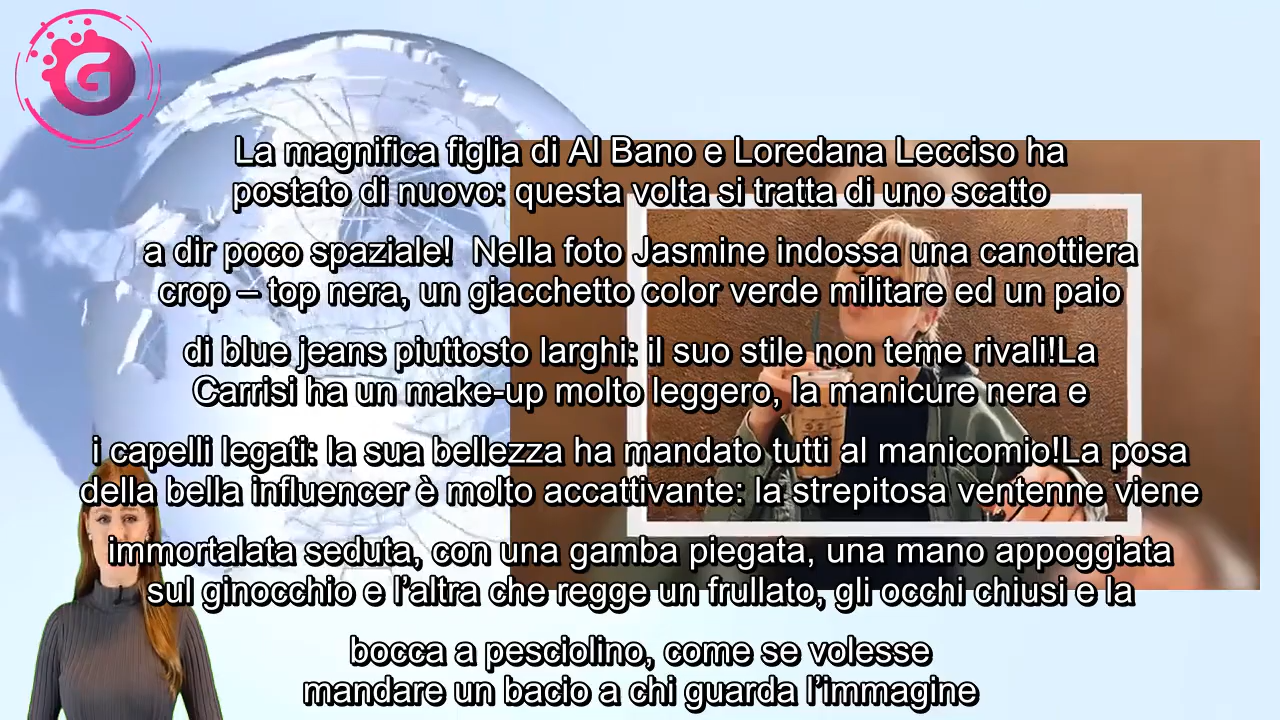 G
La magnifica figlia di Al Bano e Loredana Lecciso ha
postato di nuovo: questa volta si tratta di uno scatto
a dir poco spaziale!  Nella foto Jasmine indossa una canottiera
crop – top nera, un giacchetto color verde militare ed un paio
di blue jeans piuttosto larghi: il suo stile non teme rivali!La
Carrisi ha un make-up molto leggero, la manicure nera e
i capelli legati: la sua bellezza ha mandato tutti al manicomio!La posa
della bella influencer è molto accattivante: la strepitosa ventenne viene
immortalata seduta, con una gamba piegata, una mano appoggiata
sul ginocchio e l’altra che regge un frullato, gli occhi chiusi e la
bocca a pesciolino, come se volesse
mandare un bacio a chi guarda l’immagine